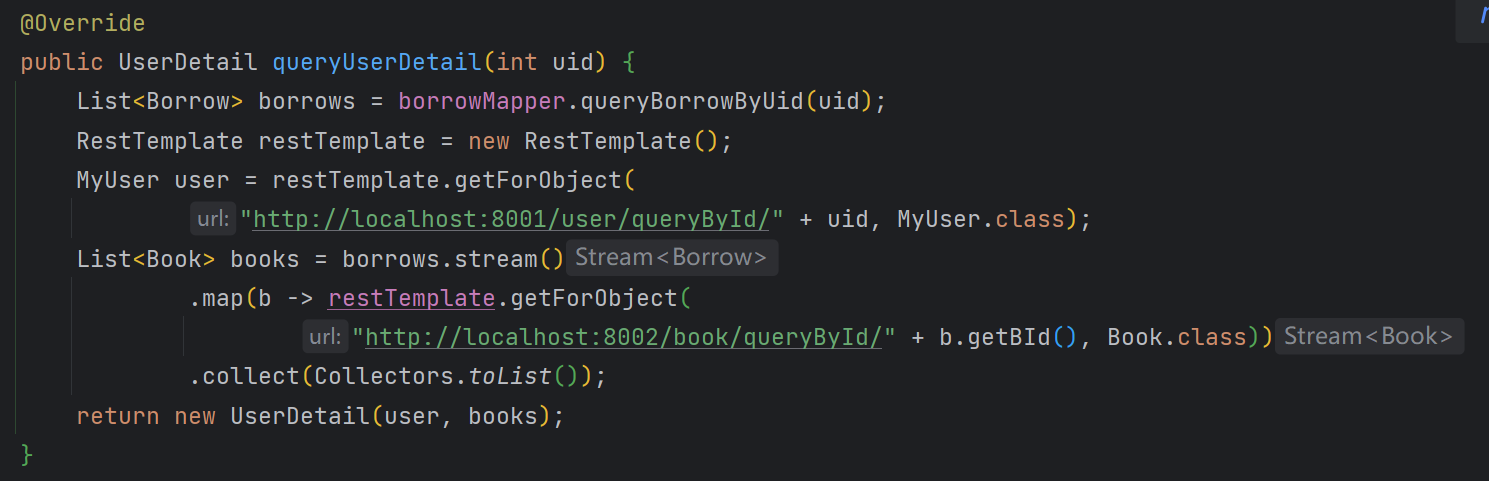 @Override
public UserDetail queryUserDetail(int uid) {
List<Borrow> borrows = borrowMapper.queryBorrowByUid(uid);
RestTemplate restTemplate = new RestTemplate();
MyUser user = restTemplate.getForObject(
url: "http://localhost:8001/user/queryById/" + uid, MyUser.class);
List<Book> books = borrows.stream() Stream<Borrow>
.map(b -> restTemplate.getForObject(
url: "http://localhost:8002/book/queryById/" + b.getBId(), Book.class)) Stream<Book>
.collect(Collectors.toList());
return new UserDetail(user, books);
}